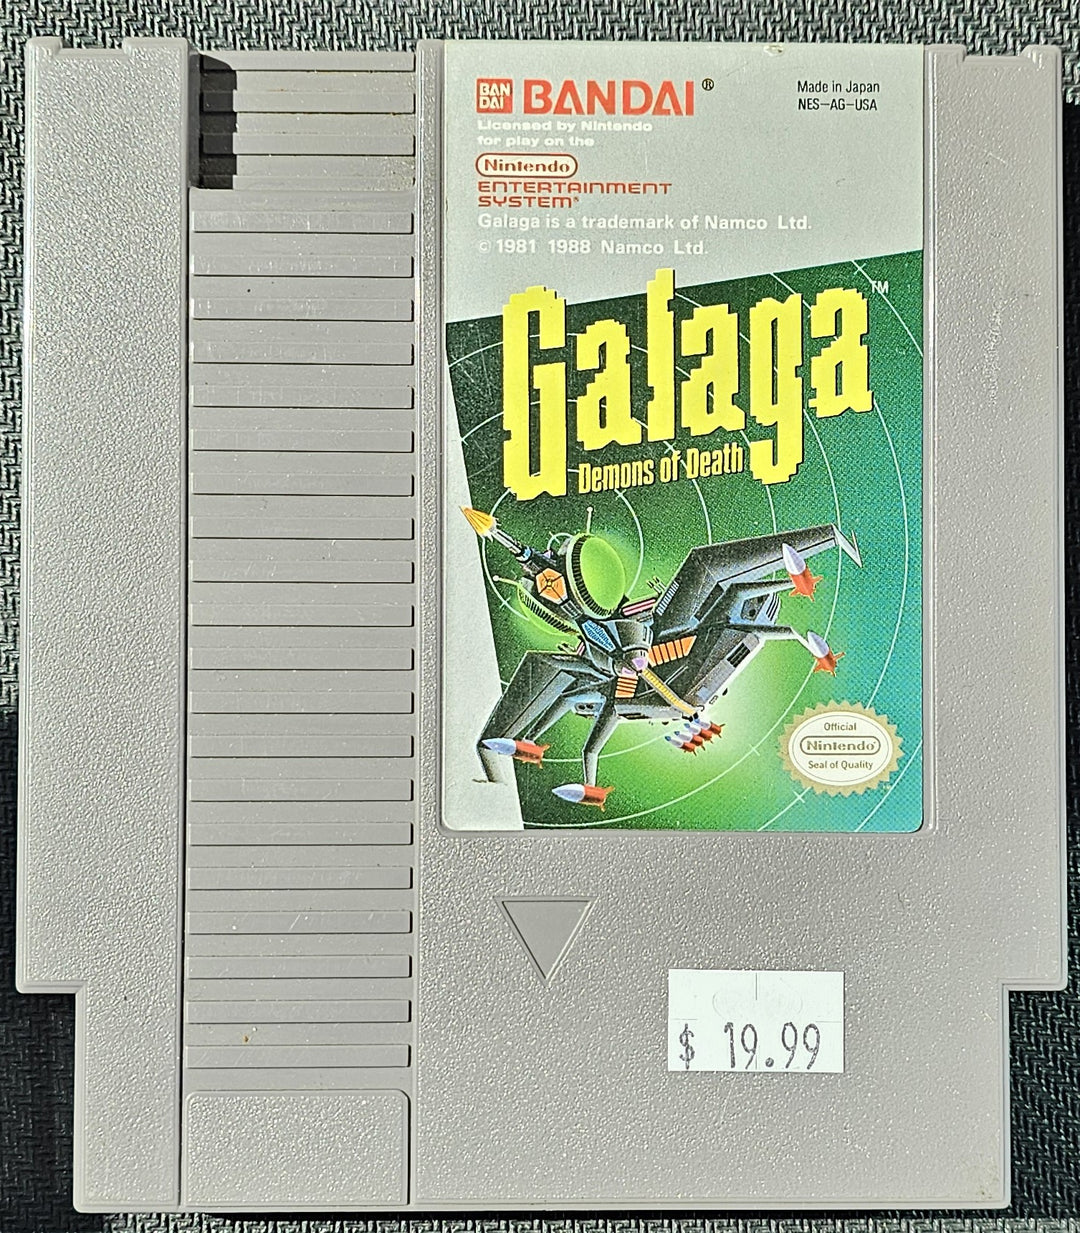 BAN
DAI
BANDAI®
Made in Japan
NES-AG-USA
Licensed by Nintendo
for play on the
Nintendo
ENTERTAINMENT
SYSTEM®
Galaga is a trademark of Namco Ltd.
© 1981 1988 Namco Ltd.
Galaga™
Demons of Death
Official
Nintendo®
Seal of Quality
$ 19.99